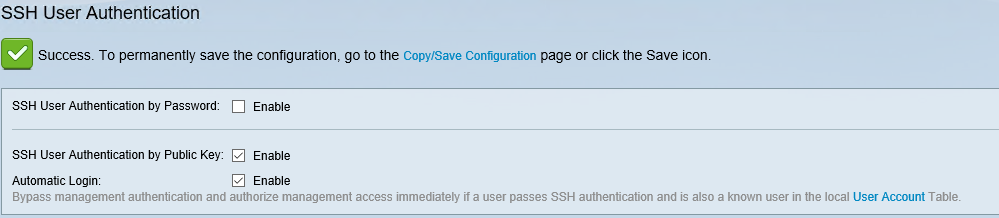 SSH User Authentication
Success. To permanently save the configuration, go to the Copy/Save Configuration page or click the Save icon.
SSH User Authentication by Password: Enable
SSH User Authentication by Public Key: Enable
Automatic Login: Enable
Bypass management authentication and authorize management access immediately if a user passes SSH authentication and is also a known user in the local User Account Table.